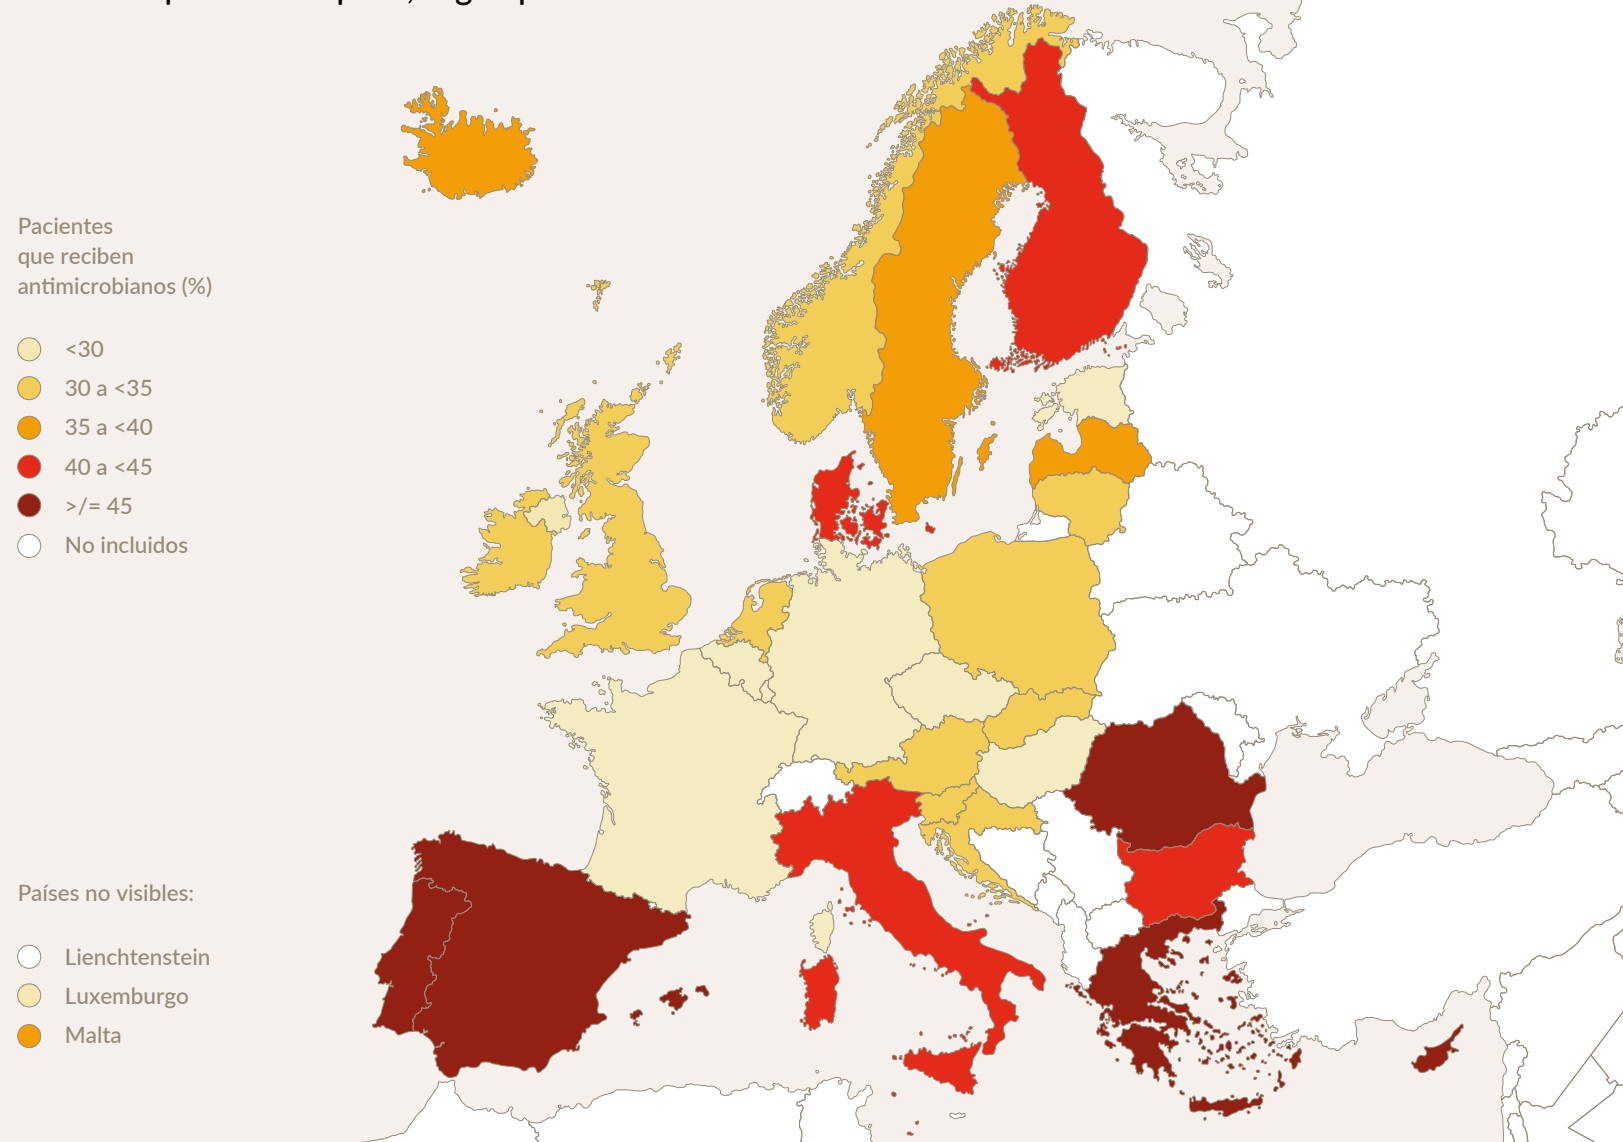 Pacientes
que reciben
antimicrobianos (%)
<30
30 a <35
35 a <40
40 a <45
>/= 45
No incluidos
Países no visibles:
Lienchtenstein
Luxemburgo
Malta